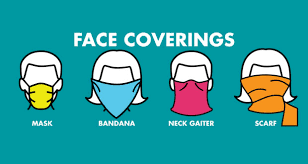 FACE COVERINGS
MASK
BANDANA
NECK GAITER
SCARF